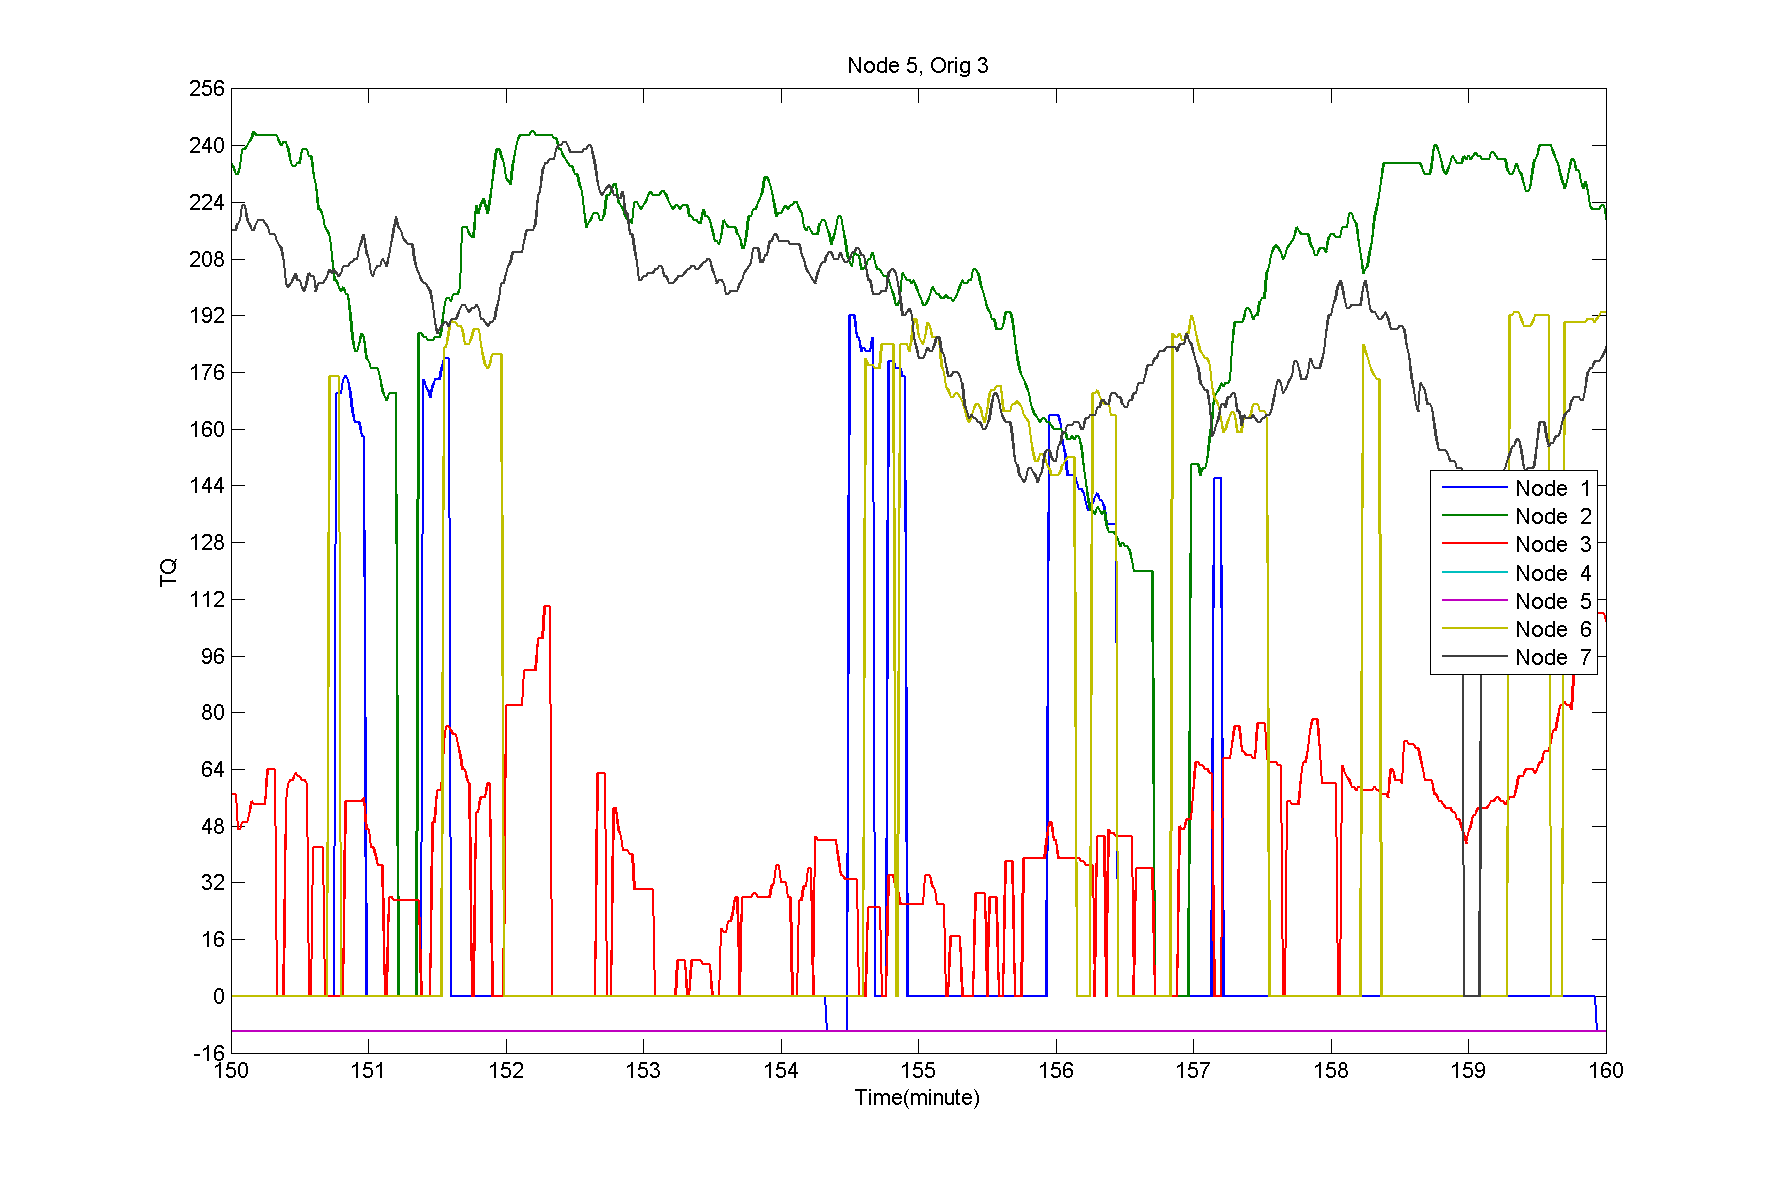 Node 5, Orig 3
256
240
224
208
192
176
160
144
128
112
96
80
64
48
32
16
0
-16
TQ
Node 1
Node 2
Node 3
Node 4
Node 5
Node 6
Node 7
150 151 152 153 154 155 156 157 158 159 160
Time(minute)